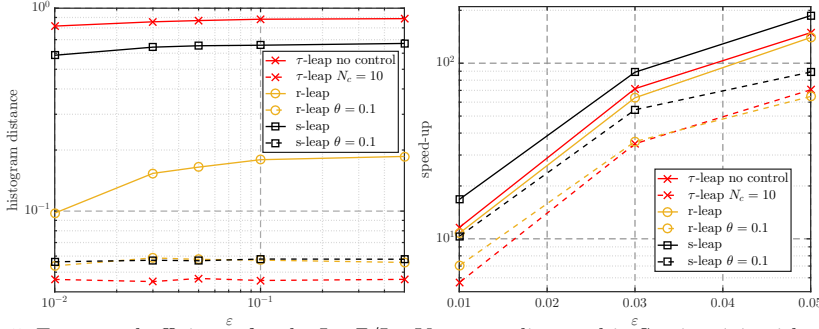 10^0
histogram distance
10^-1
10^-2
10^-1
ε
τ-leap no control
τ-leap N_c = 10
r-leap
r-leap θ = 0.1
s-leap
s-leap θ = 0.1
10^2
speed-up
10^1
0.01 0.02 0.03 0.04 0.05
ε
τ-leap no control
τ-leap N_c = 10
r-leap
r-leap θ = 0.1
s-leap
s-leap θ = 0.1